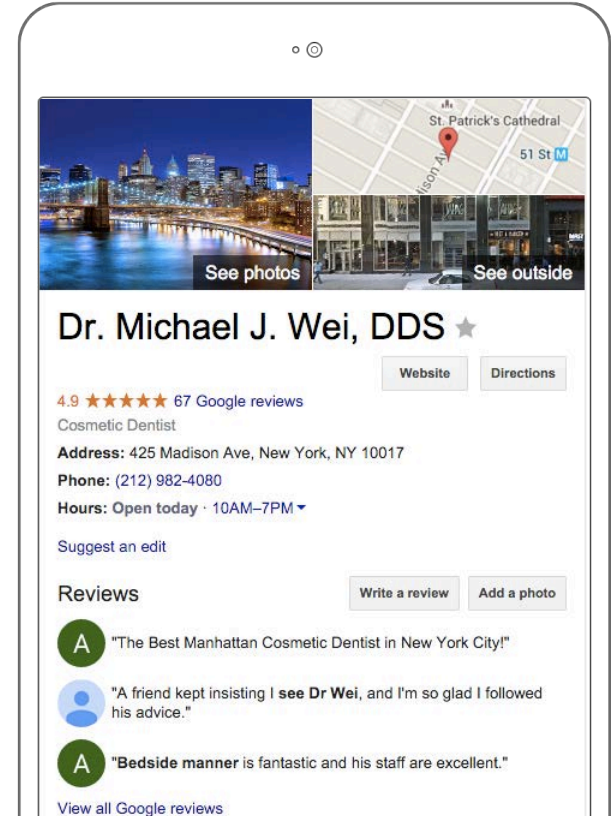 St. Patrick's Cathedral
51 St M
See photos
See outside
Dr. Michael J. Wei, DDS
Website
Directions
4.9 ★★★★★ 67 Google reviews
Cosmetic Dentist
Address: 425 Madison Ave, New York, NY 10017
Phone: (212) 982-4080
Hours: Open today · 10AM–7PM
Suggest an edit
Reviews
Write a review
Add a photo
A
"The Best Manhattan Cosmetic Dentist in New York City!"
"A friend kept insisting I see Dr Wei, and I'm so glad I followed
his advice."
A
"Bedside manner is fantastic and his staff are excellent."
View all Google reviews